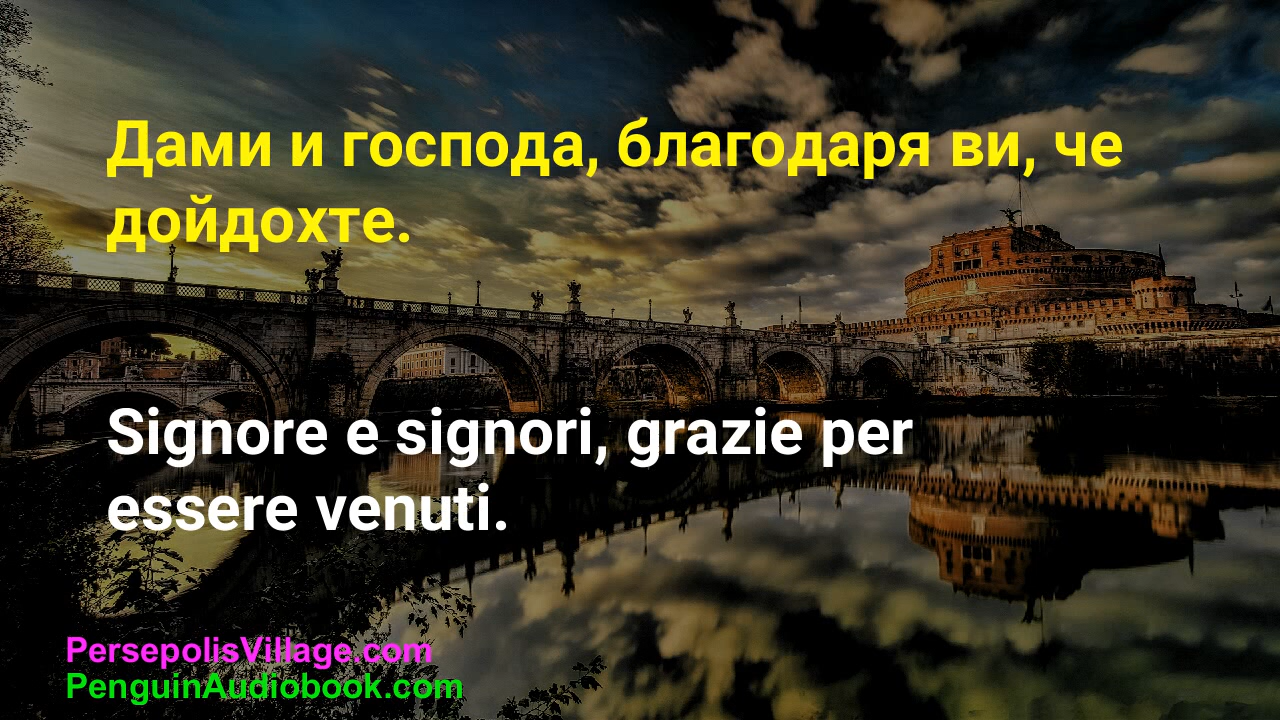 Дами и господа, благодаря ви, че
дойдохте.
Signore e signori, grazie per
essere venuti.
PersepolisVillage.com
PenguinAudiobook.com